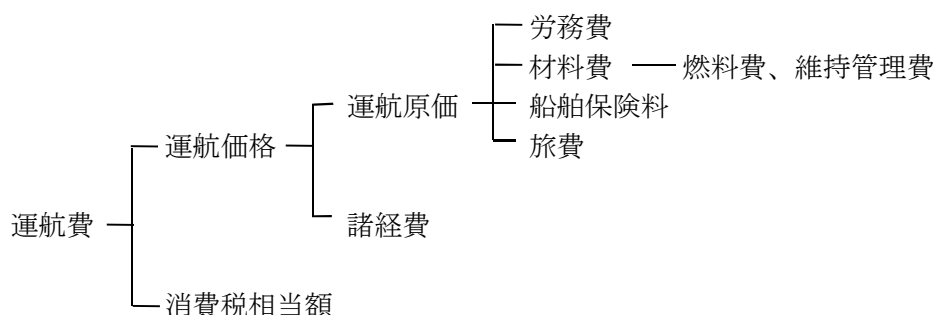 労務費
材料費 燃料費、維持管理費
運航原価 船舶保険料
旅費
運航価格
諸経費
運航費
消費税相当額